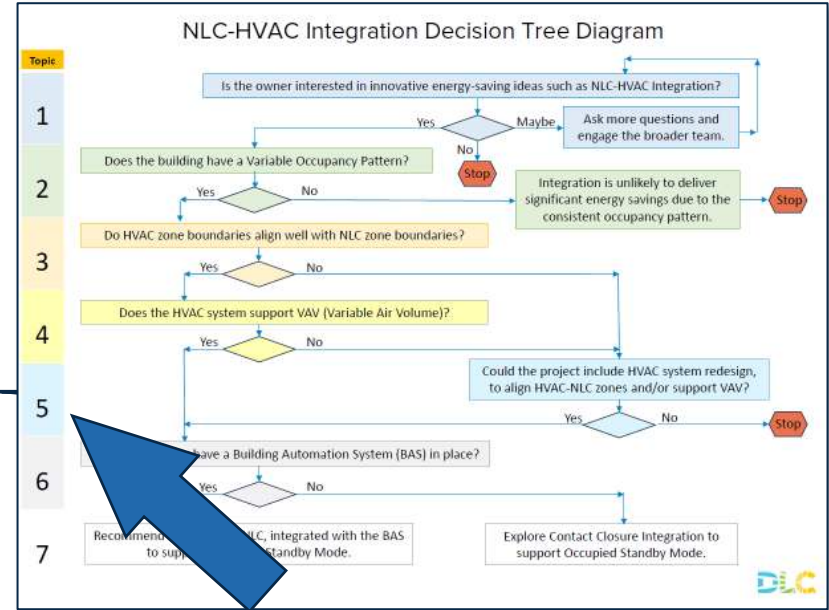 NLC-HVAC Integration Decision Tree Diagram
Topic
1
Is the owner interested in innovative energy-saving ideas such as NLC-HVAC Integration?
Yes
Maybe
No
Stop
Ask more questions and
engage the broader team.
2
Does the building have a Variable Occupancy Pattern?
Yes
No
Integration is unlikely to deliver
significant energy savings due to the
consistent occupancy pattern.
Stop
3
Do HVAC zone boundaries align well with NLC zone boundaries?
Yes
No
4
Does the HVAC system support VAV (Variable Air Volume)?
Yes
No
5
Could the project include HVAC system redesign,
to align HVAC-NLC zones and/or support VAV?
Yes
No
Stop
6
have a Building Automation System (BAS) in place?
Yes
No
7
Recommend NLC, integrated with the BAS
to Standby Mode.
Explore Contact Closure Integration to
support Occupied Standby Mode.
DLC